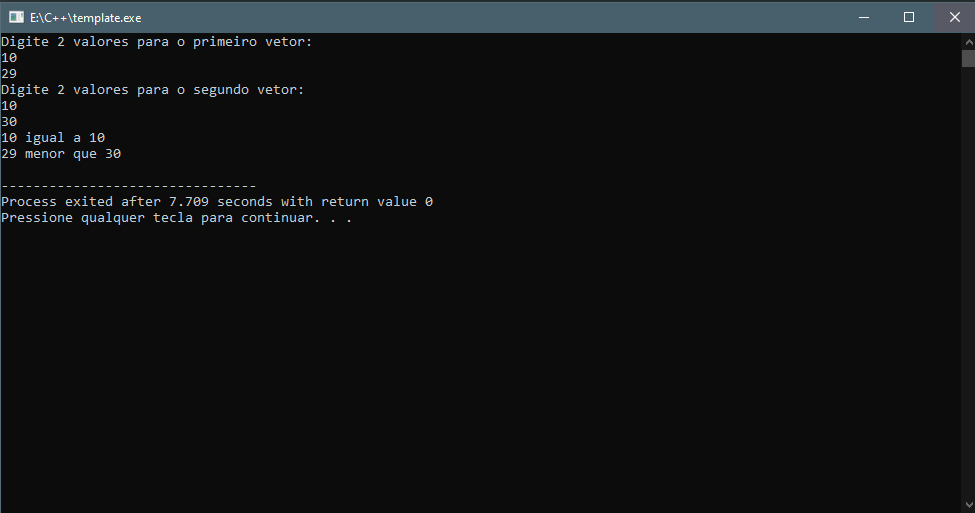 E:\C++\template.exe
Digite 2 valores para o primeiro vetor:
10
29
Digite 2 valores para o segundo vetor:
10
30
10 igual a 10
29 menor que 30
--------------------------------
Process exited after 7.709 seconds with return value 0
Pressione qualquer tecla para continuar. . .